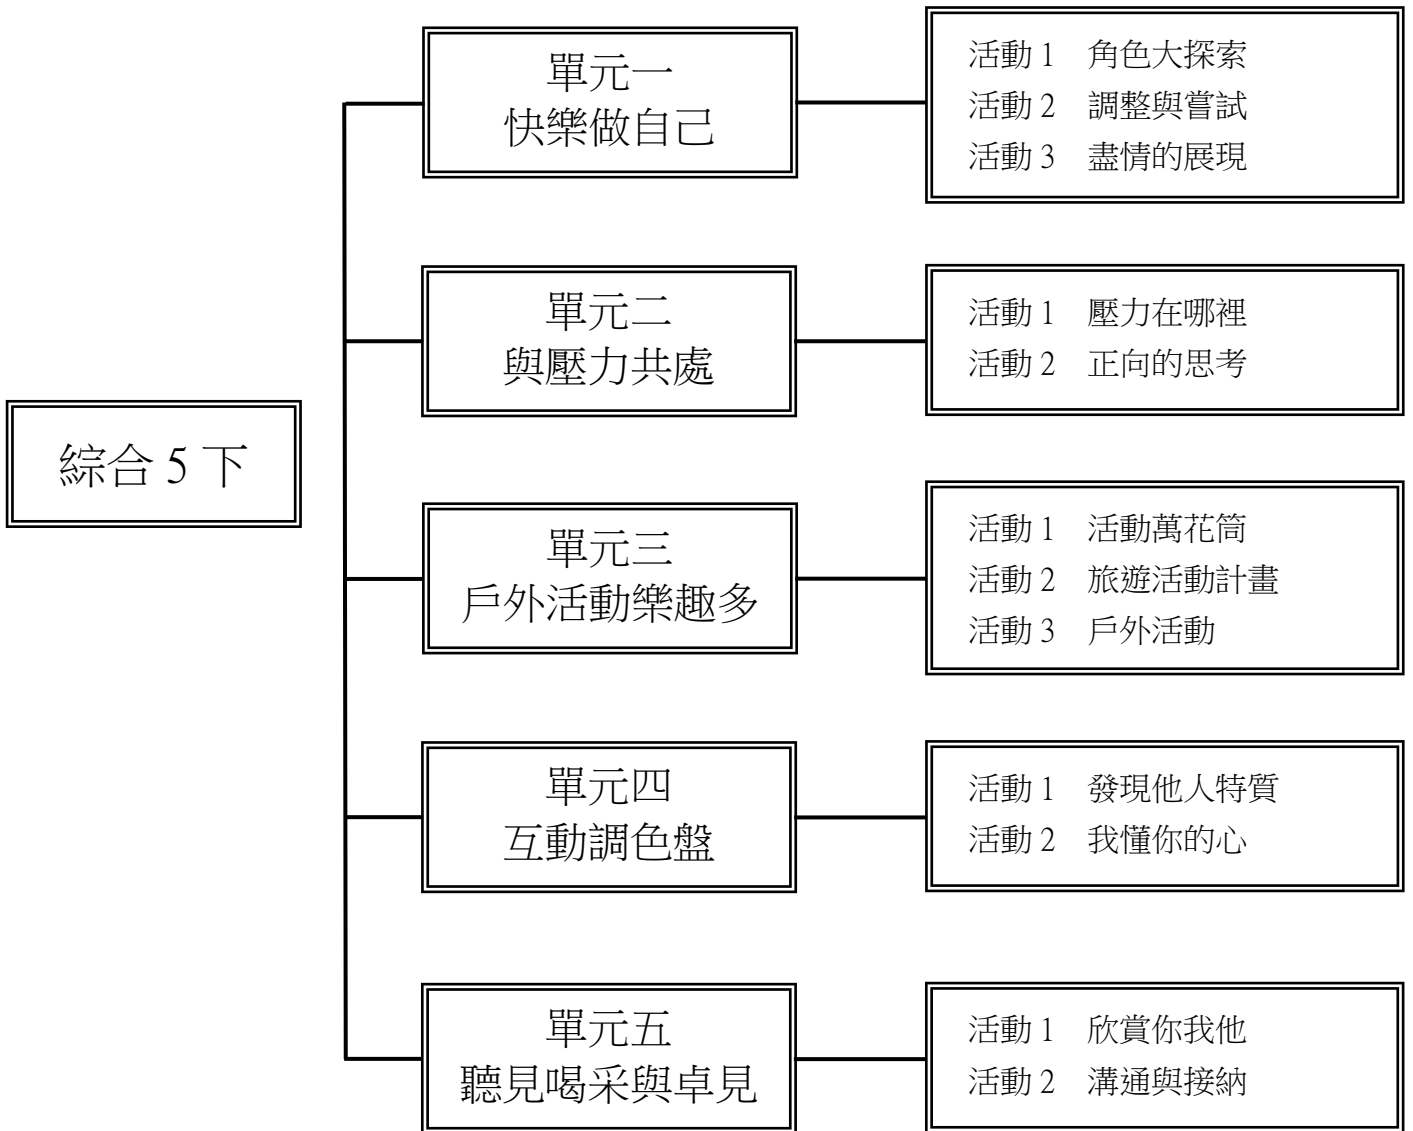 綜合 5 下
單元一
快樂做自己
活動 1 角色大探索
活動 2 調整與嘗試
活動 3 盡情的展現
單元二
與壓力共處
活動 1 壓力在哪裡
活動 2 正向的思考
單元三
戶外活動樂趣多
活動 1 活動萬花筒
活動 2 旅遊活動計畫
活動 3 戶外活動
單元四
互動調色盤
活動 1 發現他人特質
活動 2 我懂你的心
單元五
聽見喝采與卓見
活動 1 欣賞你我他
活動 2 溝通與接納